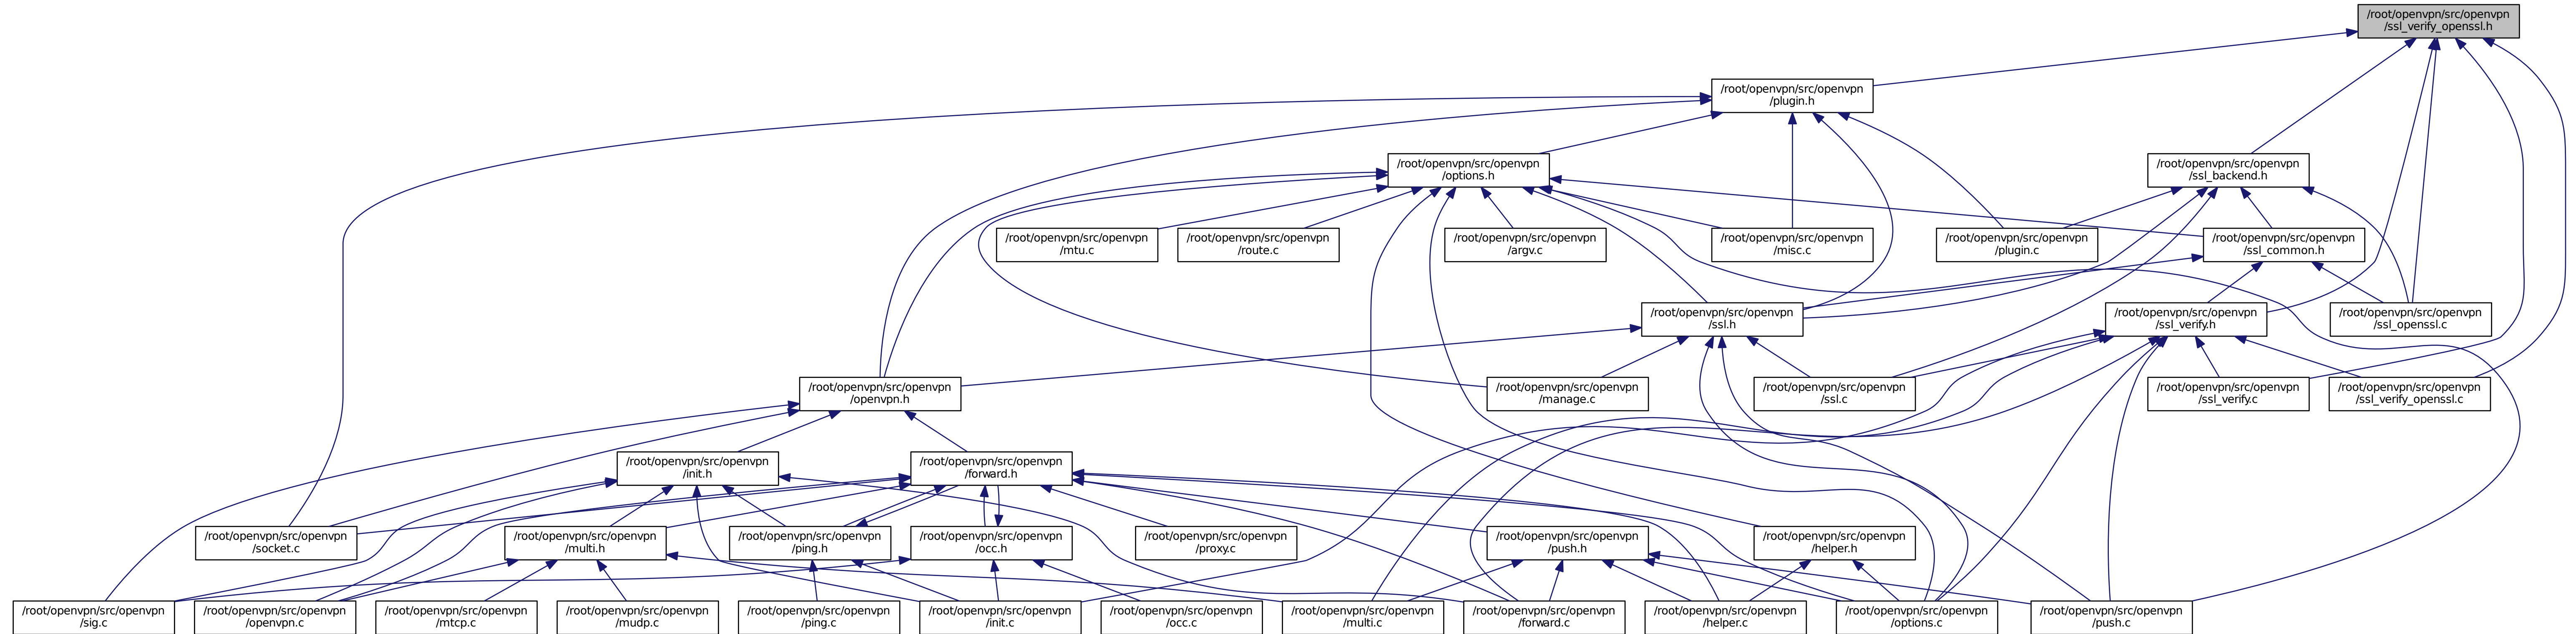 /root/openvpn/src/openvpn
/ssl_verify_openssl.h
/root/openvpn/src/openvpn
/plugin.h
/root/openvpn/src/openvpn
/options.h
/root/openvpn/src/openvpn
/ssl_backend.h
/root/openvpn/src/openvpn
/mtu.c
/root/openvpn/src/openvpn
/route.c
/root/openvpn/src/openvpn
/argv.c
/root/openvpn/src/openvpn
/misc.c
/root/openvpn/src/openvpn
/plugin.c
/root/openvpn/src/openvpn
/ssl_common.h
/root/openvpn/src/openvpn
/ssl.h
/root/openvpn/src/openvpn
/ssl_verify.h
/root/openvpn/src/openvpn
/ssl_openssl.c
/root/openvpn/src/openvpn
/openvpn.h
/root/openvpn/src/openvpn
/manage.c
/root/openvpn/src/openvpn
/ssl.c
/root/openvpn/src/openvpn
/ssl_verify.c
/root/openvpn/src/openvpn
/ssl_verify_openssl.c
/root/openvpn/src/openvpn
/init.h
/root/openvpn/src/openvpn
/forward.h
/root/openvpn/src/openvpn
/socket.c
/root/openvpn/src/openvpn
/multi.h
/root/openvpn/src/openvpn
/ping.h
/root/openvpn/src/openvpn
/occ.h
/root/openvpn/src/openvpn
/proxy.c
/root/openvpn/src/openvpn
/push.h
/root/openvpn/src/openvpn
/helper.h
/root/openvpn/src/openvpn
/sig.c
/root/openvpn/src/openvpn
/openvpn.c
/root/openvpn/src/openvpn
/mtcp.c
/root/openvpn/src/openvpn
/mudp.c
/root/openvpn/src/openvpn
/ping.c
/root/openvpn/src/openvpn
/init.c
/root/openvpn/src/openvpn
/occ.c
/root/openvpn/src/openvpn
/multi.c
/root/openvpn/src/openvpn
/forward.c
/root/openvpn/src/openvpn
/helper.c
/root/openvpn/src/openvpn
/options.c
/root/openvpn/src/openvpn
/push.c